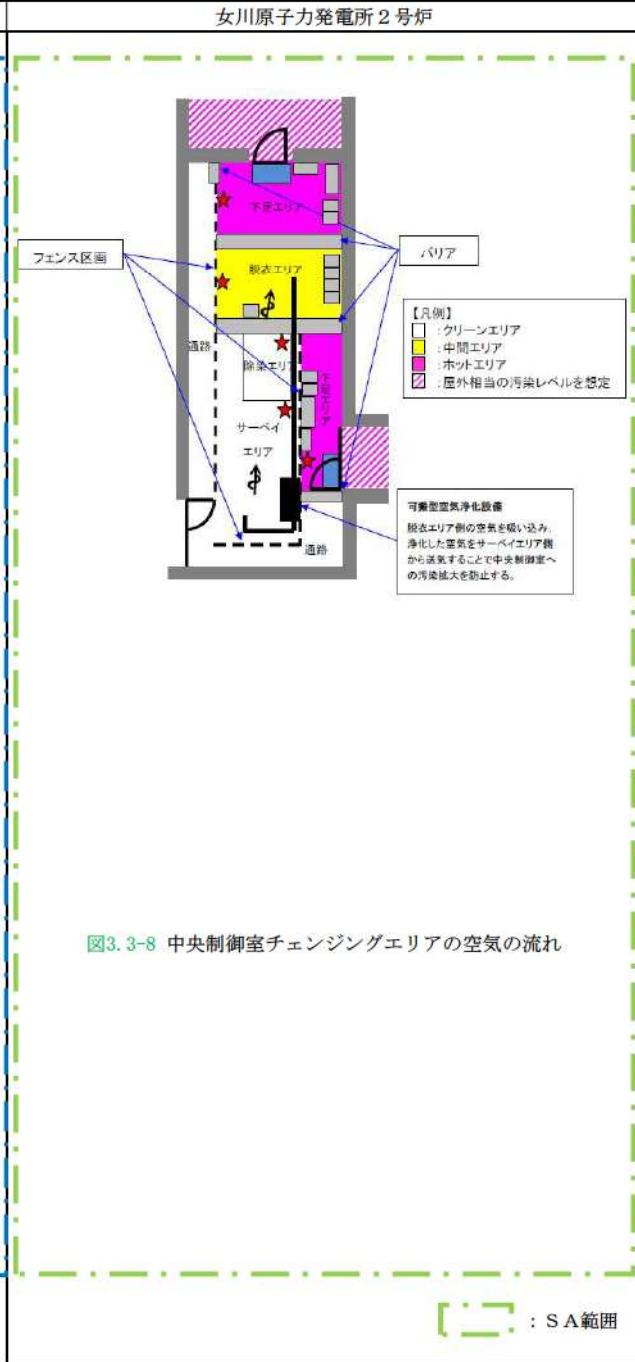 女川原子力発電所２号炉
フェンス区画
バリア
下足エリア
脱衣エリア
通路
除染エリア
サーベイ
エリア
下足エリア
通路
【凡例】
：クリーンエリア
：中間エリア
：ホットエリア
：屋外相当の汚染レベルを想定
可搬型空気浄化設備
脱衣エリア側の空気を吸い込み、
浄化した空気をサーベイエリア側
から送気することで中央制御室へ
の汚染拡大を防止する。
図3.3-8 中央制御室チェンジングエリアの空気の流れ
：ＳＡ範囲